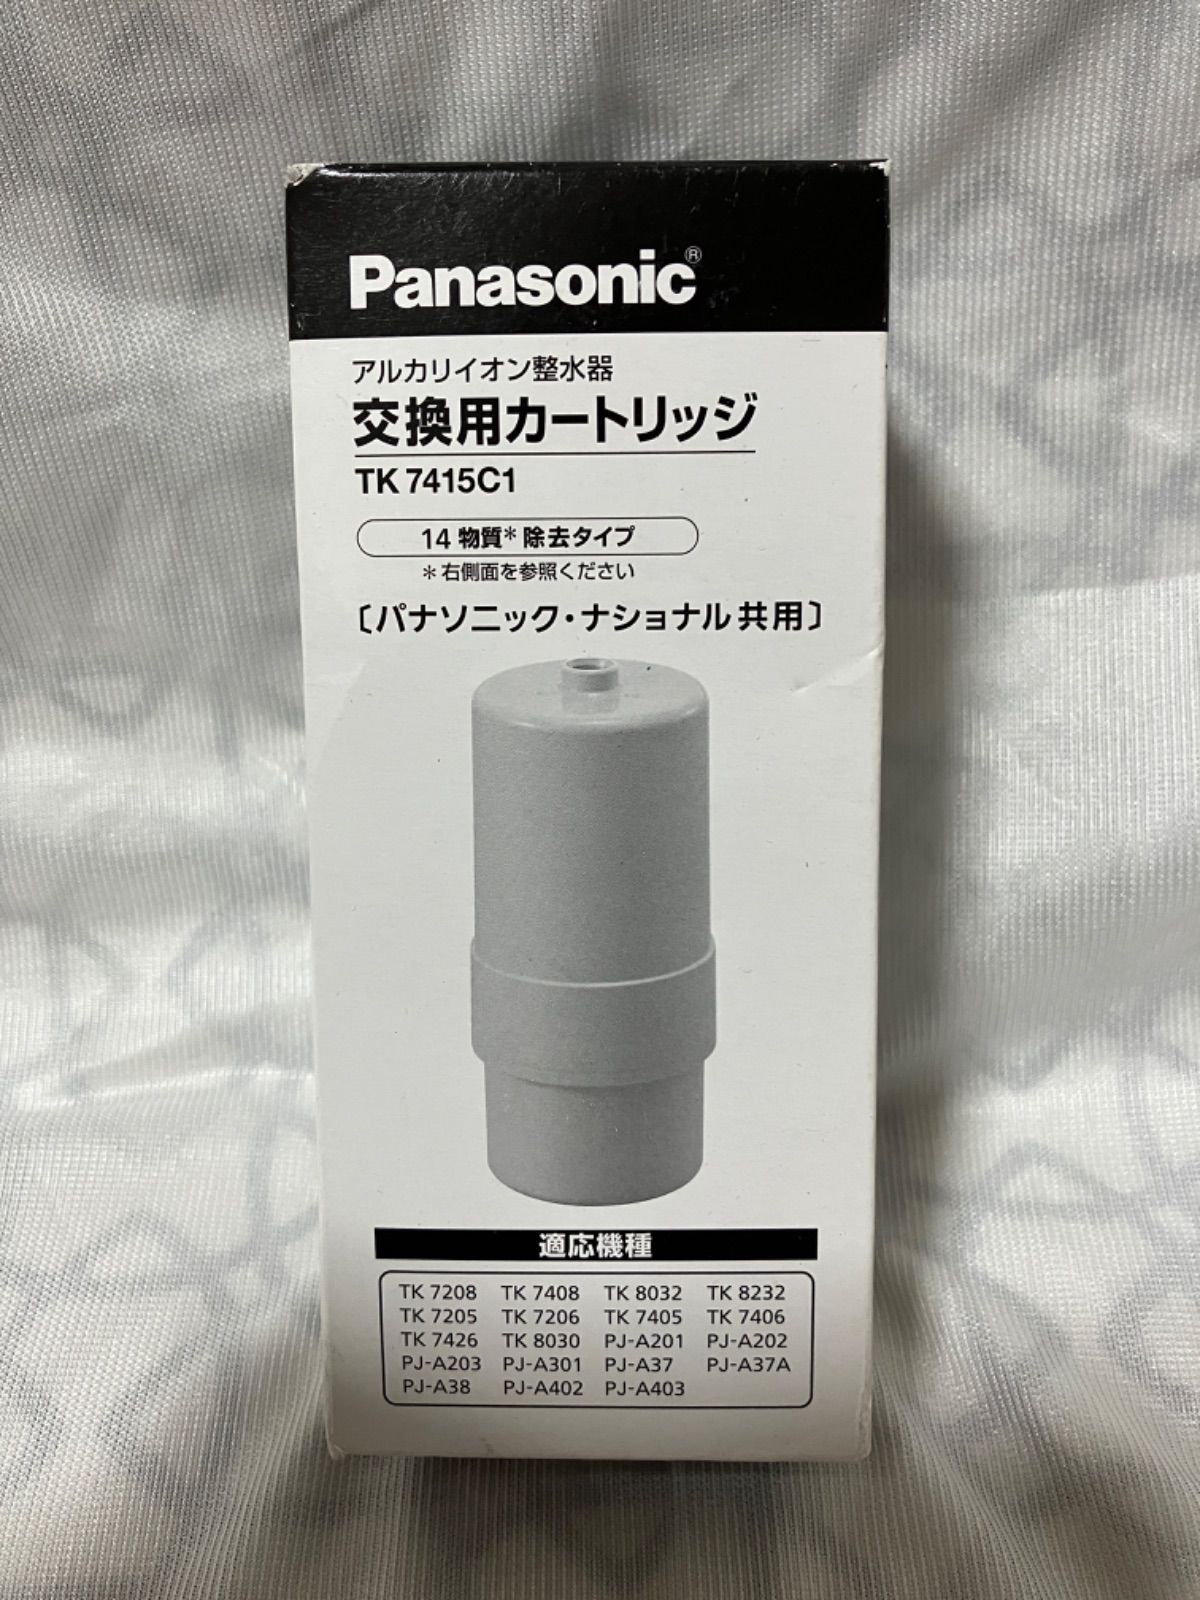 Panasonic®
アルカリイオン整水器
交換用カートリッジ
TK 7415C1
14 物質* 除去タイプ
*右側面を参照ください
〔パナソニック・ナショナル共用〕
適応機種
TK 7208 TK 7408 TK 8032 TK 8232
TK 7205 TK 7206 TK 7405 TK 7406
TK 7426 TK 8030 PJ-A201 PJ-A202
PJ-A203 PJ-A301 PJ-A37 PJ-A37A
PJ-A38 PJ-A402 PJ-A403